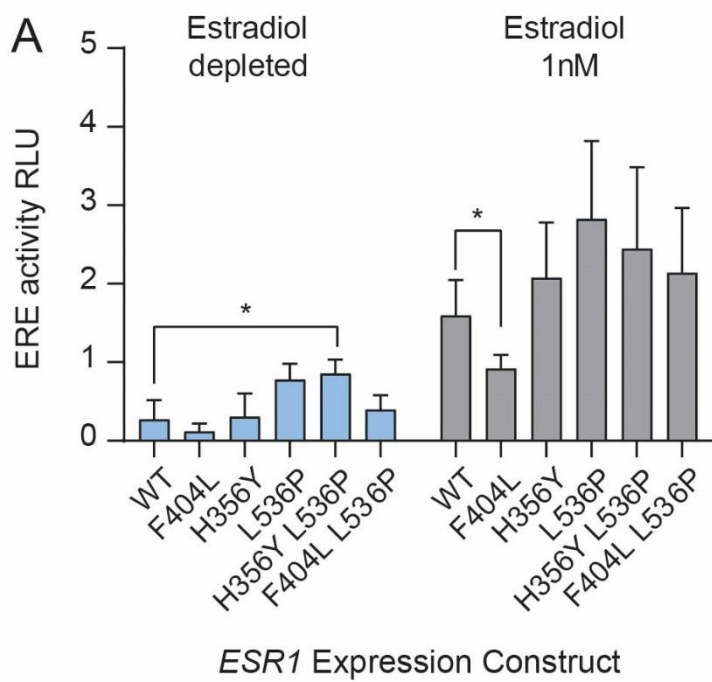 A
Estradiol
depleted
Estradiol
1nM
ERE activity RLU
5
4
3
2
1
0
*
*
WT
F404L
H356Y
L536P
H356Y L536P
F404L L536P
WT
F404L
H356Y
L536P
H356Y L536P
F404L L536P
ESR1 Expression Construct